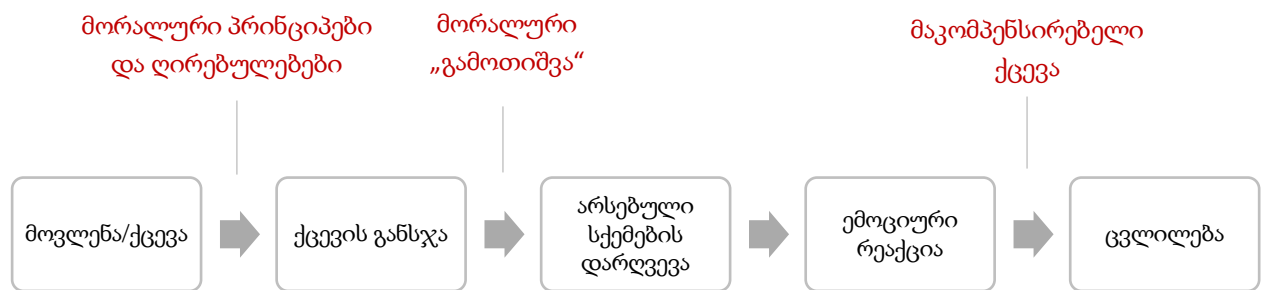 მორალური პრინციპები
და ღირებულებები
მორალური
„გამოთიშვა“
მაკომპენსირებელი
ქცევა
მოვლენა/ქცევა
ქცევის განსჯა
არსებული
სქემების
დარღვევა
ემოციური
რეაქცია
ცვლილება